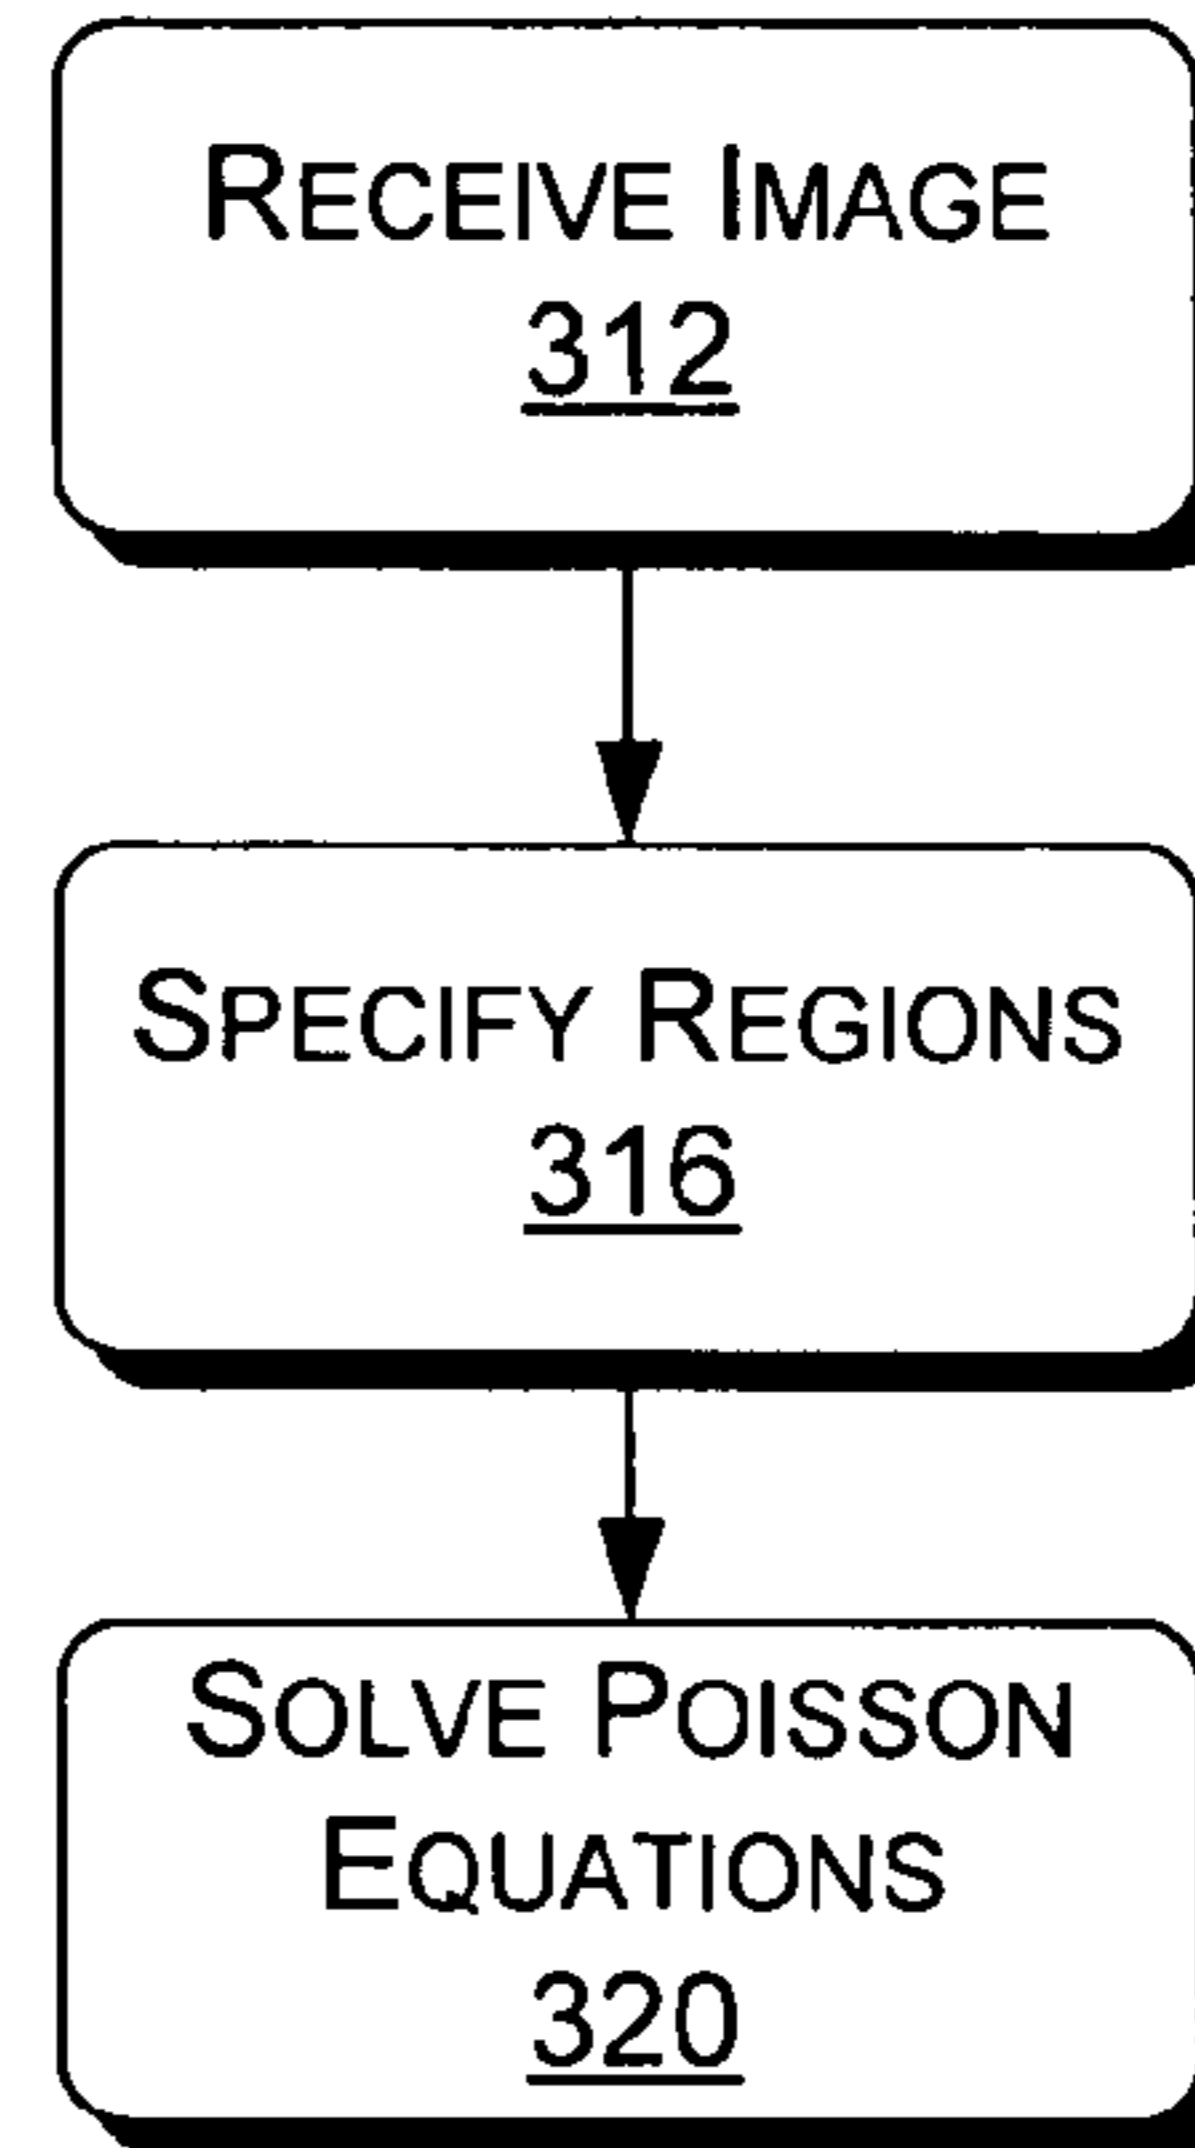 RECEIVE IMAGE
312
SPECIFY REGIONS
316
SOLVE POISSON
EQUATIONS
320